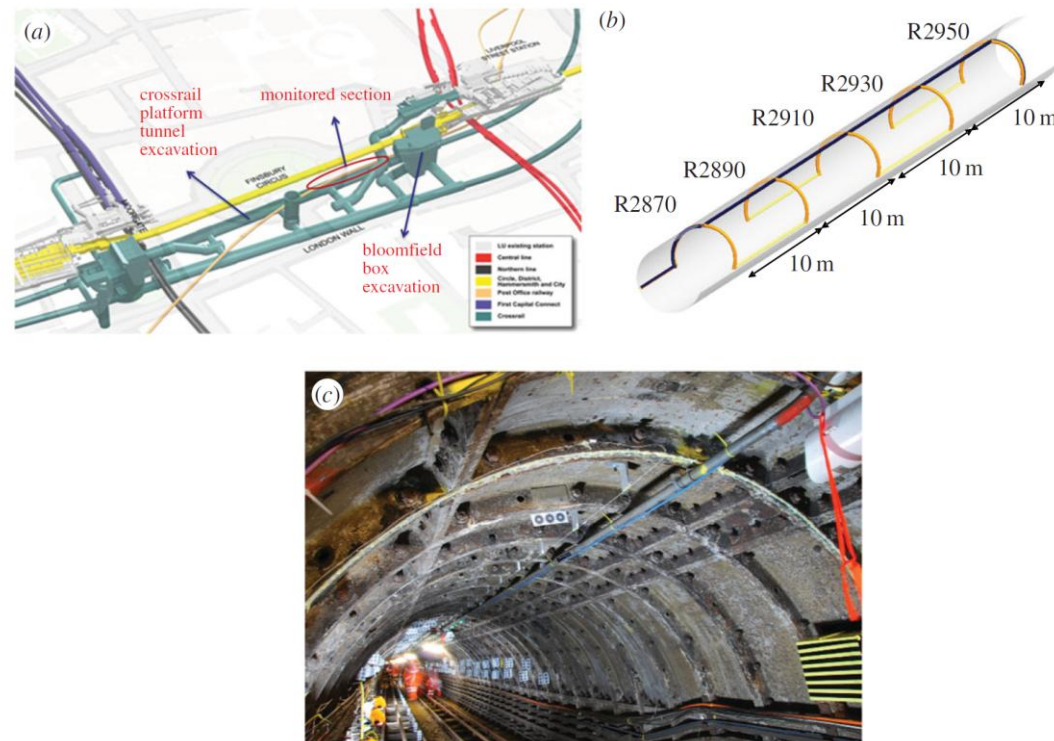 (a)
LIVERPOOL
STREET STATION
crossrail
platform
tunnel
excavation
monitored section
FINSBURY
CIRCUS
MOORGATE
LONDON WALL
bloomfield
box
excavation
LU existing station
Central line
Northern line
Circle, District,
Hammersmith and City
Post Office railway
First Capital Connect
Crossrail
(b)
R2950
R2930
R2910
R2890
R2870
10 m
10 m
10 m
10 m
(c)